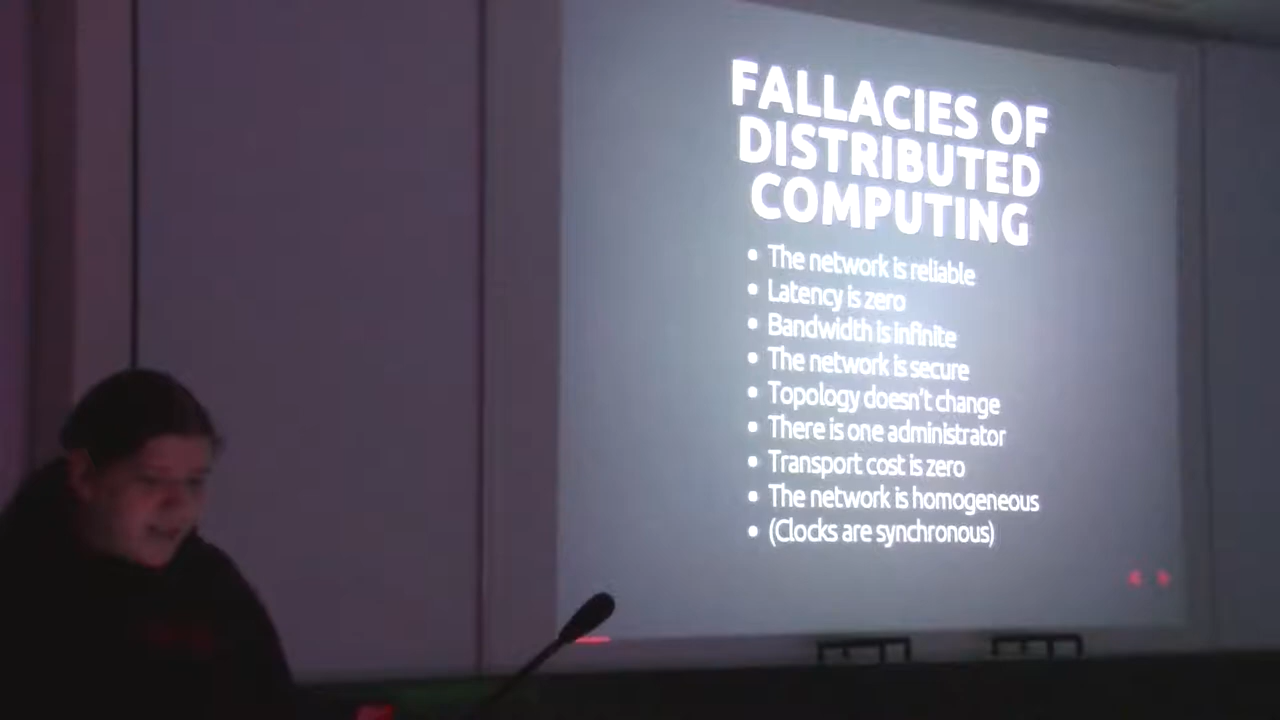 FALLACIES OF
DISTRIBUTED
COMPUTING
• The network is reliable
• Latency is zero
• Bandwidth is infinite
• The network is secure
• Topology doesn't change
• There is one administrator
• Transport cost is zero
• The network is homogeneous
• (Clocks are synchronous)